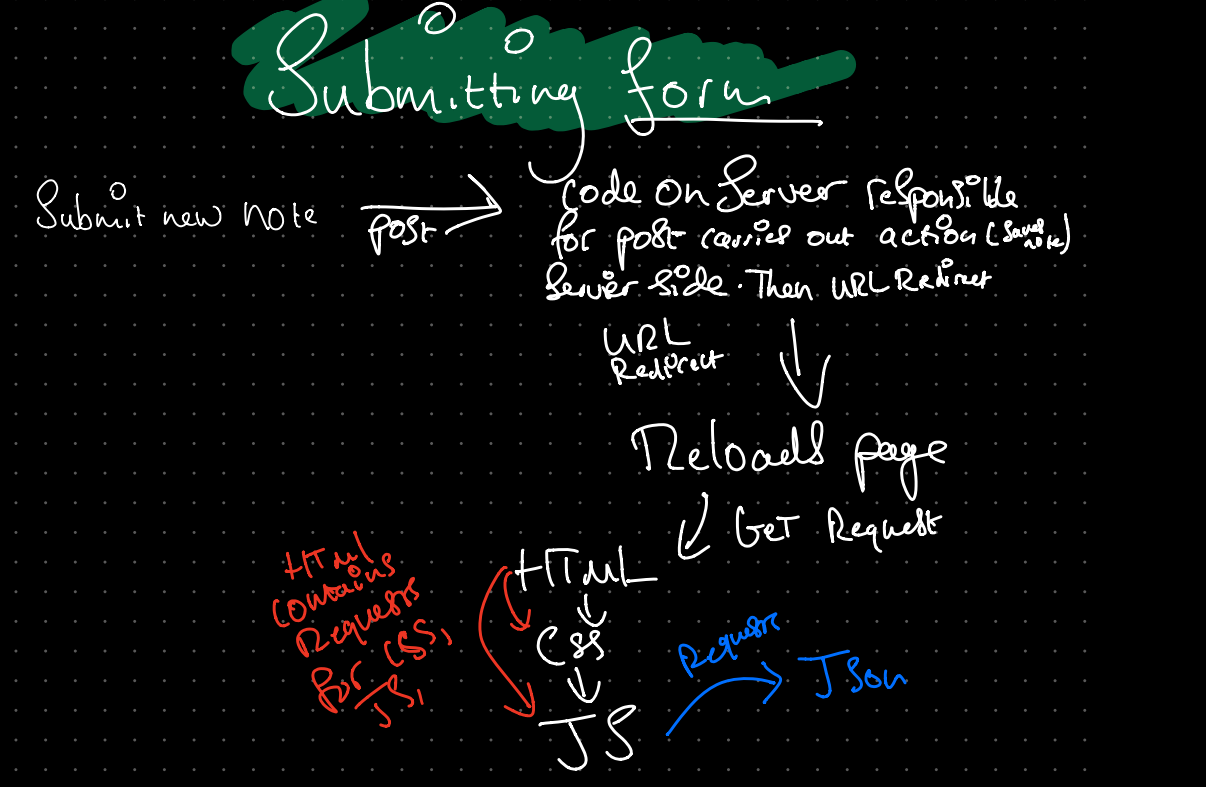 Submitting form
Submit new note
post
Code on Server responsible
for post carries out action (saves note)
Server side. Then URL Redirect
URL
Redirect
Reloads page
GET Request
HTML
CSS
JS
HTML
contains
Requests
for CSS,
JS,
Requests
JSON